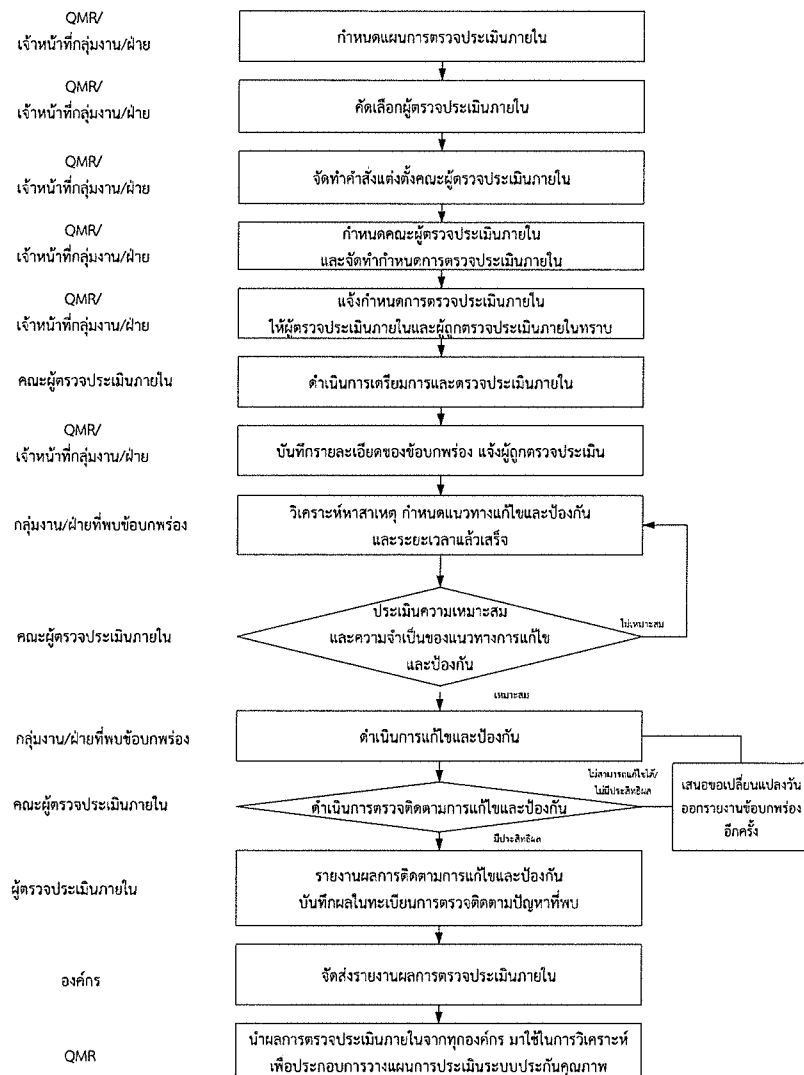 QMR/
เจ้าหน้าที่กลุ่มงาน/ฝ่าย
กำหนดแผนการตรวจประเมินภายใน
QMR/
เจ้าหน้าที่กลุ่มงาน/ฝ่าย
คัดเลือกผู้ตรวจประเมินภายใน
QMR/
เจ้าหน้าที่กลุ่มงาน/ฝ่าย
จัดทำคำสั่งแต่งตั้งคณะผู้ตรวจประเมินภายใน
QMR/
เจ้าหน้าที่กลุ่มงาน/ฝ่าย
กำหนดคณะผู้ตรวจประเมินภายใน
และจัดทำกำหนดการตรวจประเมินภายใน
QMR/
เจ้าหน้าที่กลุ่มงาน/ฝ่าย
แจ้งกำหนดการตรวจประเมินภายใน
ให้ผู้ตรวจประเมินภายในและผู้ถูกตรวจประเมินภายในทราบ
คณะผู้ตรวจประเมินภายใน
ดำเนินการเตรียมการและตรวจประเมินภายใน
QMR/
เจ้าหน้าที่กลุ่มงาน/ฝ่าย
บันทึกรายละเอียดของข้อบกพร่อง แจ้งผู้ถูกตรวจประเมิน
กลุ่มงาน/ฝ่ายที่พบข้อบกพร่อง
วิเคราะห์หาสาเหตุ กำหนดแนวทางแก้ไขและป้องกัน
และระยะเวลาแล้วเสร็จ
คณะผู้ตรวจประเมินภายใน
ประเมินความเหมาะสม
และความจำเป็นของแนวทางการแก้ไข
และป้องกัน
ไม่เหมาะสม
เหมาะสม
กลุ่มงาน/ฝ่ายที่พบข้อบกพร่อง
ดำเนินการแก้ไขและป้องกัน
คณะผู้ตรวจประเมินภายใน
ดำเนินการตรวจติดตามการแก้ไขและป้องกัน
ไม่สามารถแก้ไขได้/
ไม่มีประสิทธิผล
เสนอขอเปลี่ยนแปลงวัน
ออกรายงานข้อบกพร่อง
อีกครั้ง
มีประสิทธิผล
ผู้ตรวจประเมินภายใน
รายงานผลการติดตามการแก้ไขและป้องกัน
บันทึกผลในทะเบียนการตรวจติดตามปัญหาที่พบ
องค์กร
จัดส่งรายงานผลการตรวจประเมินภายใน
QMR
นำผลการตรวจประเมินภายในจากทุกองค์กร มาใช้ในการวิเคราะห์
เพื่อประกอบการวางแผนการประเมินระบบประกันคุณภาพ